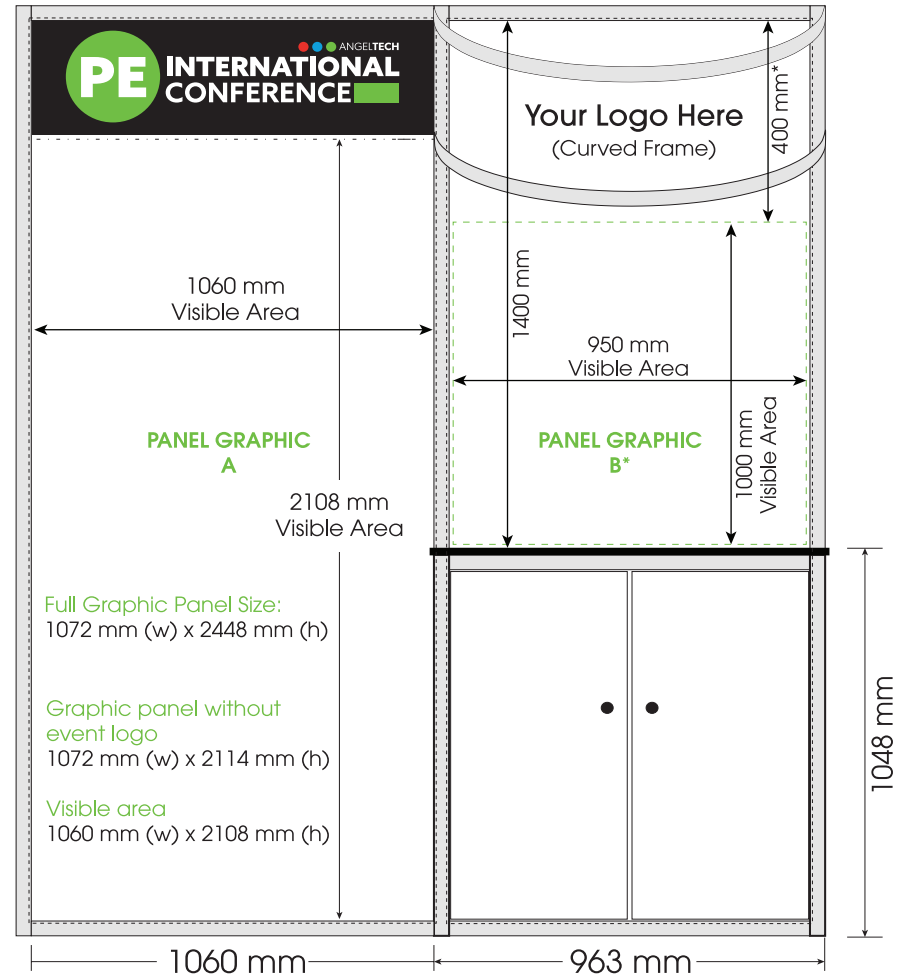 ANGELTECH
PE INTERNATIONAL
CONFERENCE
1060 mm
Visible Area
PANEL GRAPHIC
A
2108 mm
Visible Area
Full Graphic Panel Size:
1072 mm (w) x 2448 mm (h)
Graphic panel without
event logo
1072 mm (w) x 2114 mm (h)
Visible area
1060 mm (w) x 2108 mm (h)
1060 mm
Your Logo Here
(Curved Frame)
400 mm*
1400 mm
950 mm
Visible Area
PANEL GRAPHIC
B*
1000 mm
Visible Area
1048 mm
963 mm